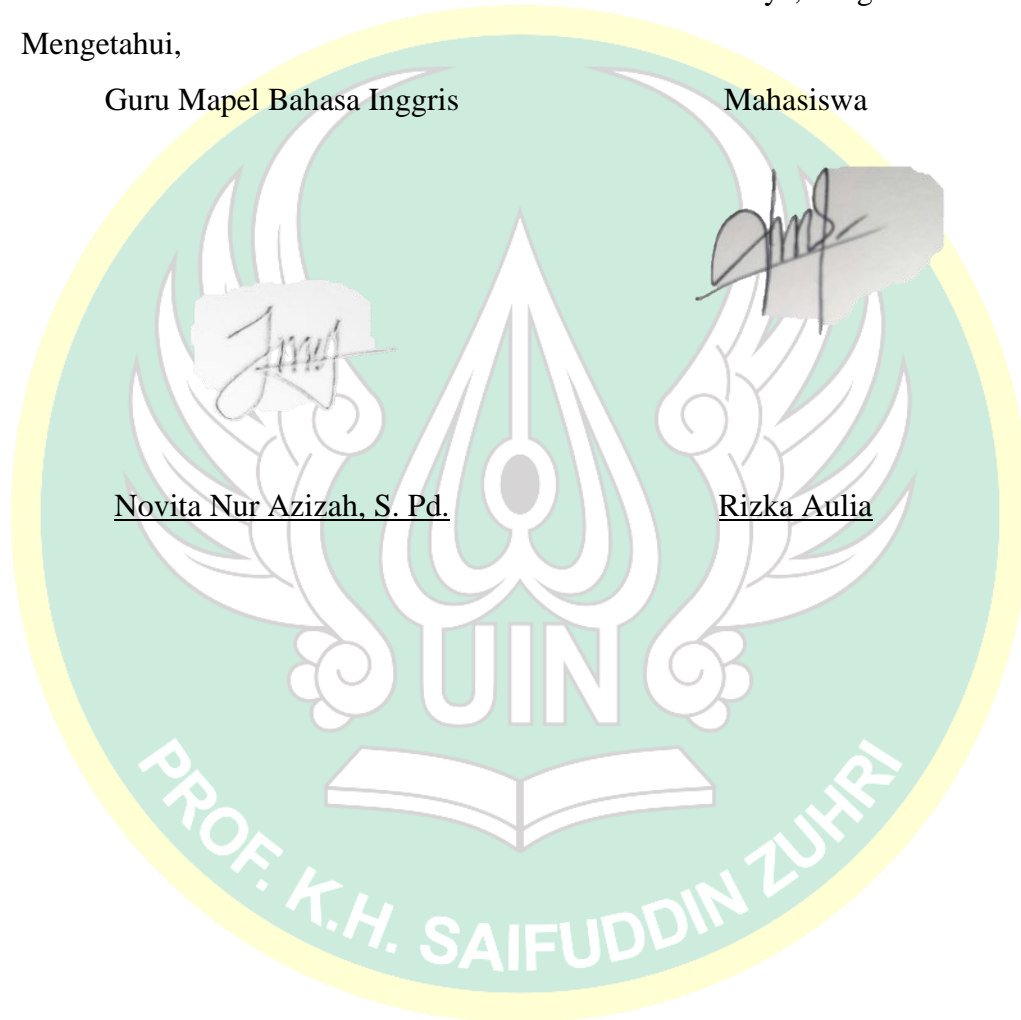 Mengetahui,
Guru Mapel Bahasa Inggris Mahasiswa
Novita Nur Azizah, S. Pd. Rizka Aulia
UIN
PROF. K.H. SAIFUDDIN ZUHRI